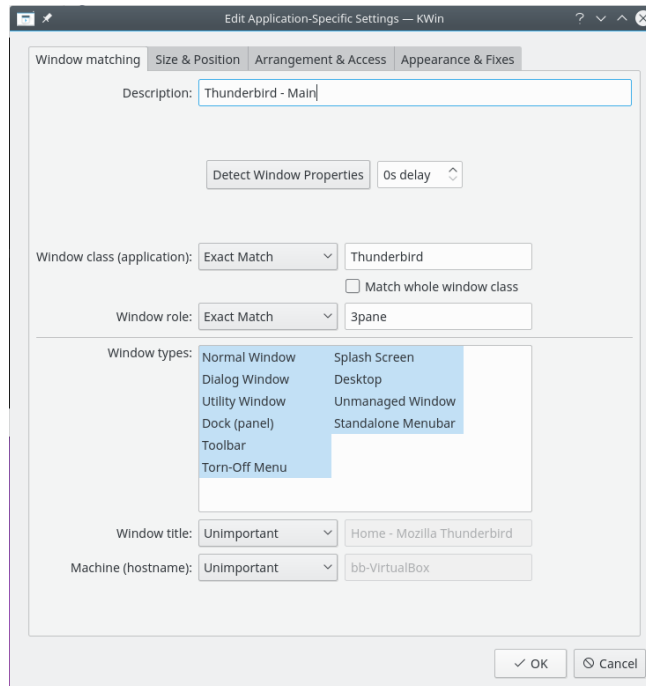 Edit Application-Specific Settings — KWin
Window matching Size & Position Arrangement & Access Appearance & Fixes
Description: Thunderbird - Main
Detect Window Properties 0s delay
Window class (application): Exact Match Thunderbird
Match whole window class
Window role: Exact Match 3pane
Window types: Normal Window Splash Screen
Dialog Window Desktop
Utility Window Unmanaged Window
Dock (panel) Standalone Menubar
Toolbar
Torn-Off Menu
Window title: Unimportant Home - Mozilla Thunderbird
Machine (hostname): Unimportant bb-VirtualBox
OK Cancel